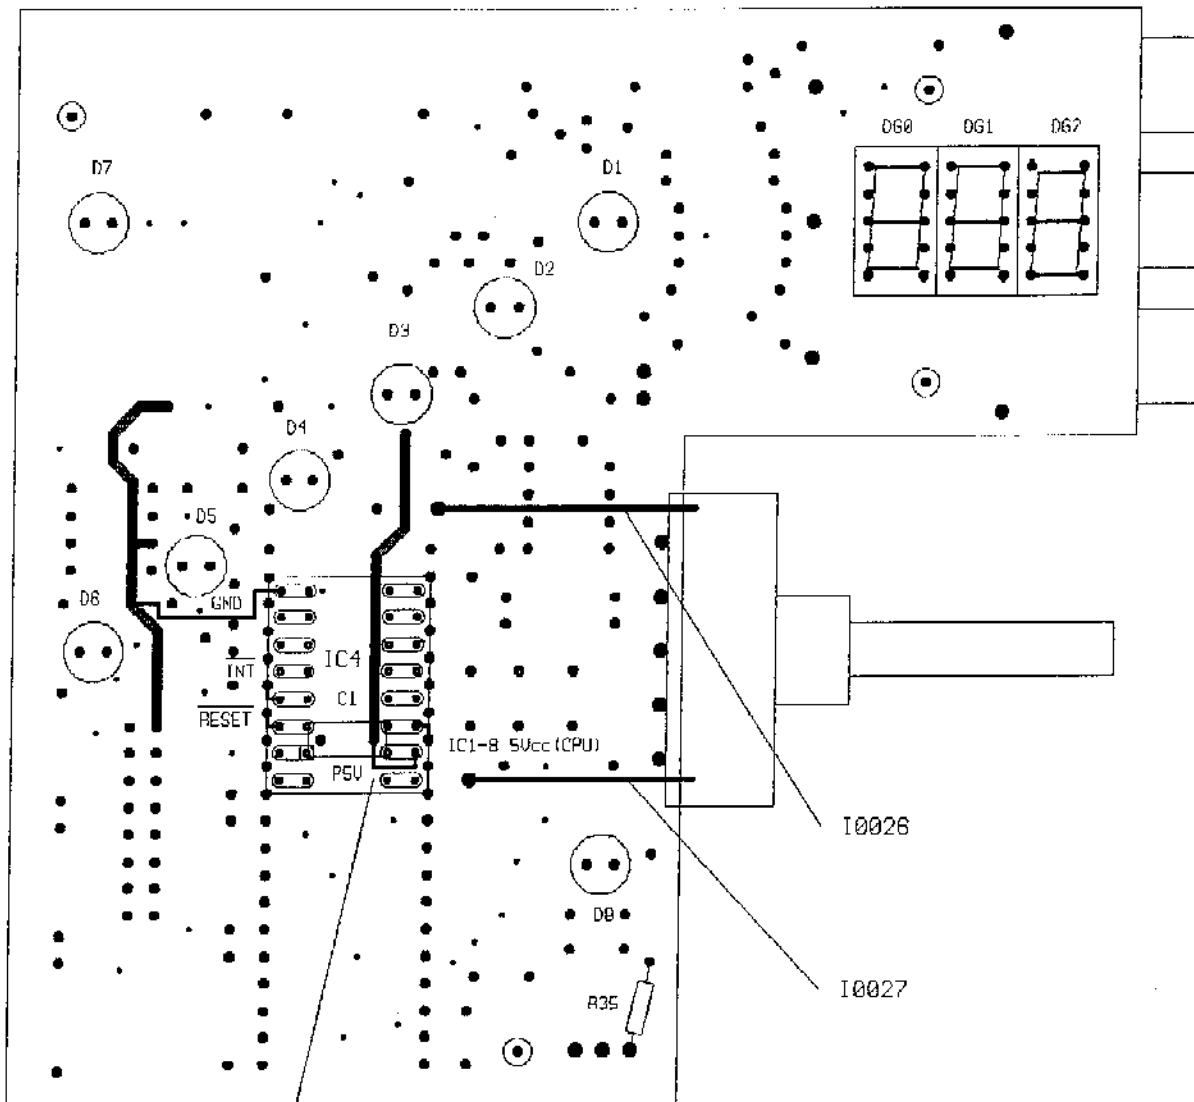 DG0 DG1 DG2
D7
D1
D2
D3
D4
D5
D6
GND
INT
IC4
C1
RESET
IC1-8 5Vcc(CPU)
P5V
I0026
D8
I0027
R35